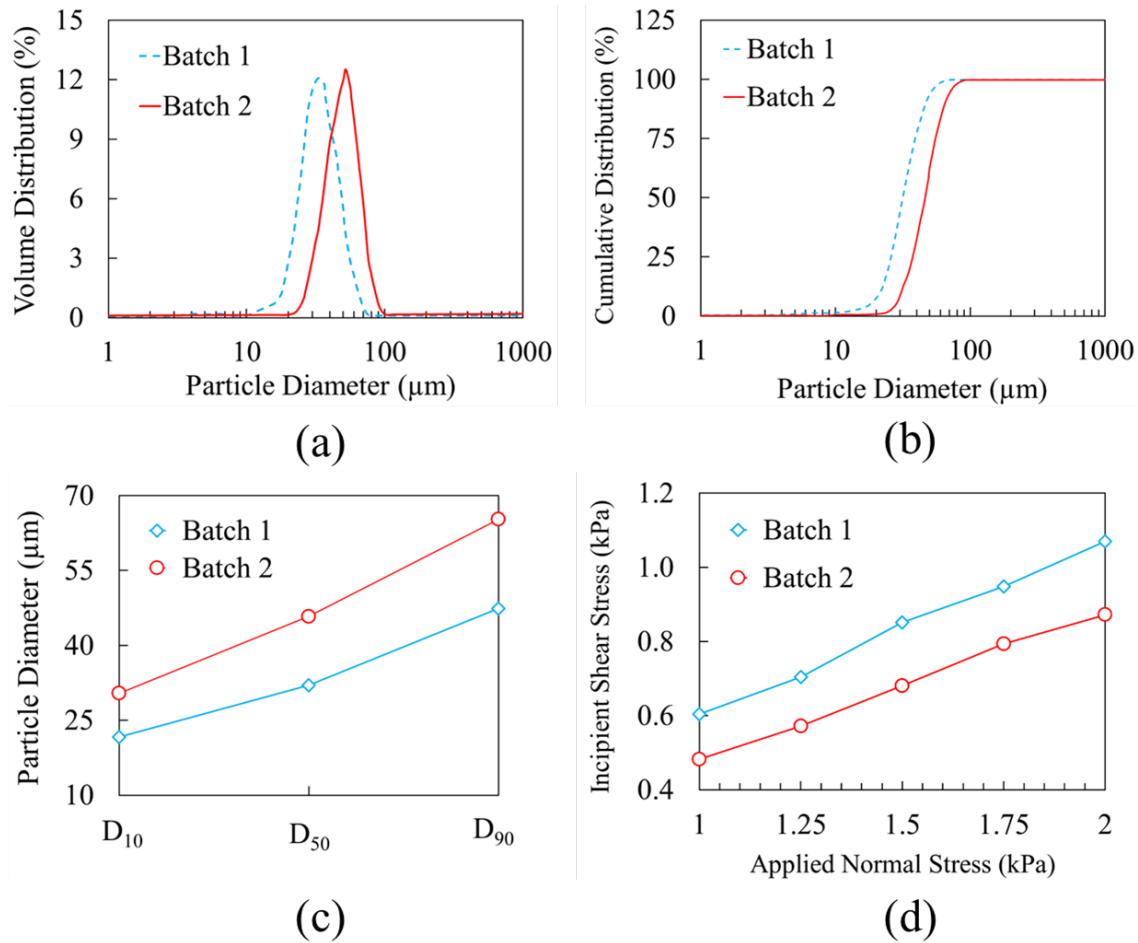 Volume Distribution (%)
15
12
9
6
3
0
Batch 1
Batch 2
1
10
100
1000
Particle Diameter (µm)
(a)
Cumulative Distribution (%)
125
100
75
50
25
0
Batch 1
Batch 2
1
10
100
1000
Particle Diameter (µm)
(b)
Particle Diameter (µm)
70
55
40
25
10
Batch 1
Batch 2
D₁₀
D₅₀
D₉₀
(c)
Incipient Shear Stress (kPa)
1.2
1.0
0.8
0.6
0.4
Batch 1
Batch 2
1
1.25
1.5
1.75
2
Applied Normal Stress (kPa)
(d)